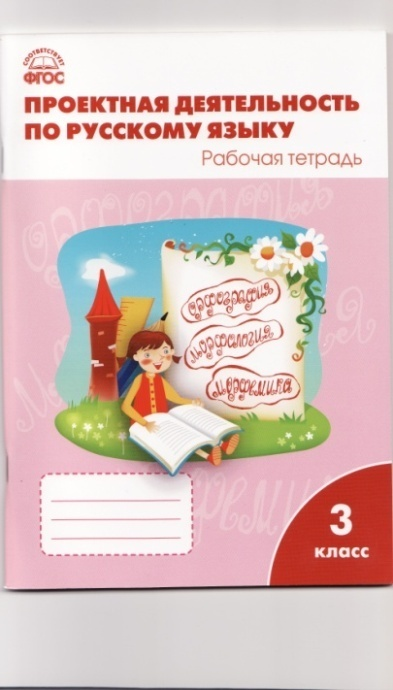 СООТВЕТСТВУЕТ
ФГОС
ПРОЕКТНАЯ ДЕЯТЕЛЬНОСТЬ
ПО РУССКОМУ ЯЗЫКУ
Рабочая тетрадь
орфография
морфология
морфемика
3
класс